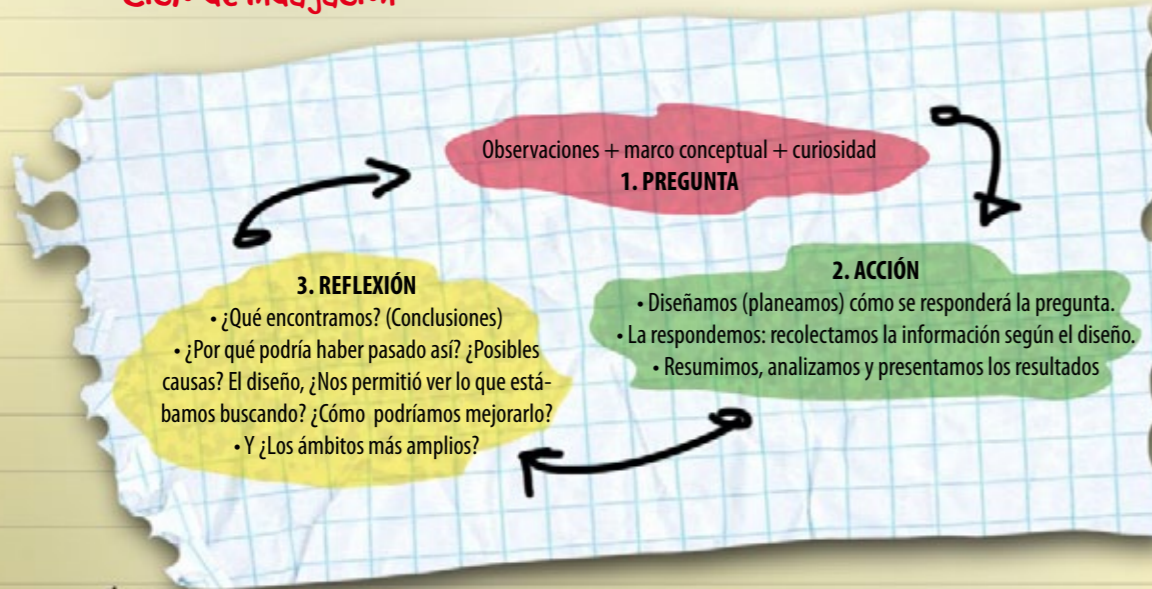 Ciclo de indagación
Observaciones + marco conceptual + curiosidad
1. PREGUNTA
2. ACCIÓN
• Diseñamos (planeamos) cómo se responderá la pregunta.
• La respondemos: recolectamos la información según el diseño.
• Resumimos, analizamos y presentamos los resultados
3. REFLEXIÓN
• ¿Qué encontramos? (Conclusiones)
• ¿Por qué podría haber pasado así? ¿Posibles
causas? El diseño, ¿Nos permitió ver lo que está-
bamos buscando? ¿Cómo podríamos mejorarlo?
• Y ¿Los ámbitos más amplios?